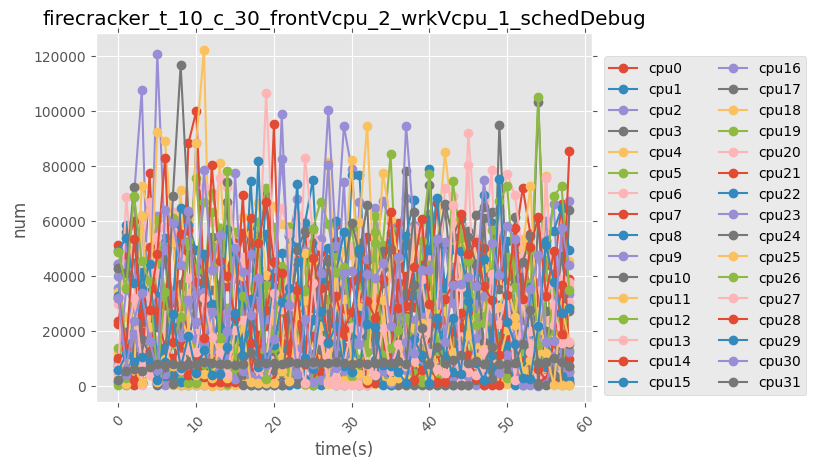 firecracker_t_10_c_30_frontVcpu_2_wrkVcpu_1_schedDebug
120000
100000
80000
60000
40000
20000
0
num
0
10
20
30
40
50
60
time(s)
cpu0
cpu1
cpu2
cpu3
cpu4
cpu5
cpu6
cpu7
cpu8
cpu9
cpu10
cpu11
cpu12
cpu13
cpu14
cpu15
cpu16
cpu17
cpu18
cpu19
cpu20
cpu21
cpu22
cpu23
cpu24
cpu25
cpu26
cpu27
cpu28
cpu29
cpu30
cpu31